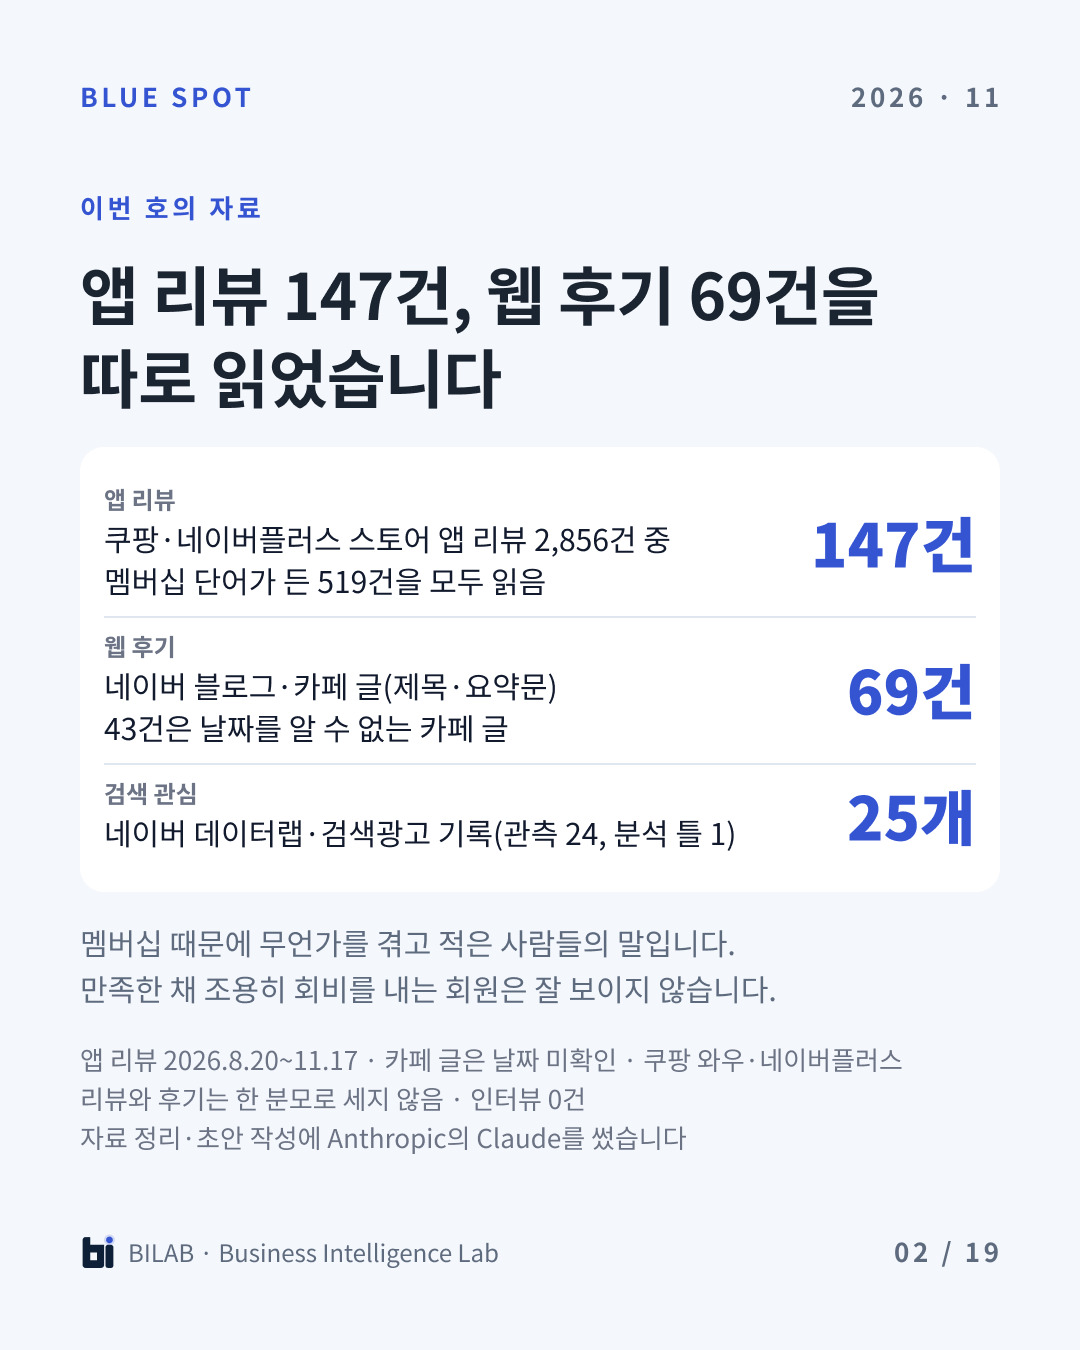 BLUE SPOT
2026 · 11
이번 호의 자료
앱 리뷰 147건, 웹 후기 69건을
따로 읽었습니다
앱 리뷰
쿠팡·네이버플러스 스토어 앱 리뷰 2,856건 중
멤버십 단어가 든 519건을 모두 읽음
147건
웹 후기
네이버 블로그·카페 글(제목·요약문)
43건은 날짜를 알 수 없는 카페 글
69건
검색 관심
네이버 데이터랩·검색광고 기록(관측 24, 분석 틀 1)
25개
멤버십 때문에 무언가를 겪고 적은 사람들의 말입니다.
만족한 채 조용히 회비를 내는 회원은 잘 보이지 않습니다.
앱 리뷰 2026.8.20~11.17 · 카페 글은 날짜 미확인 · 쿠팡 와우·네이버플러스
리뷰와 후기는 한 분모로 세지 않음 · 인터뷰 0건
자료 정리·초안 작성에 Anthropic의 Claude를 썼습니다
bi BILAB · Business Intelligence Lab
02 / 19